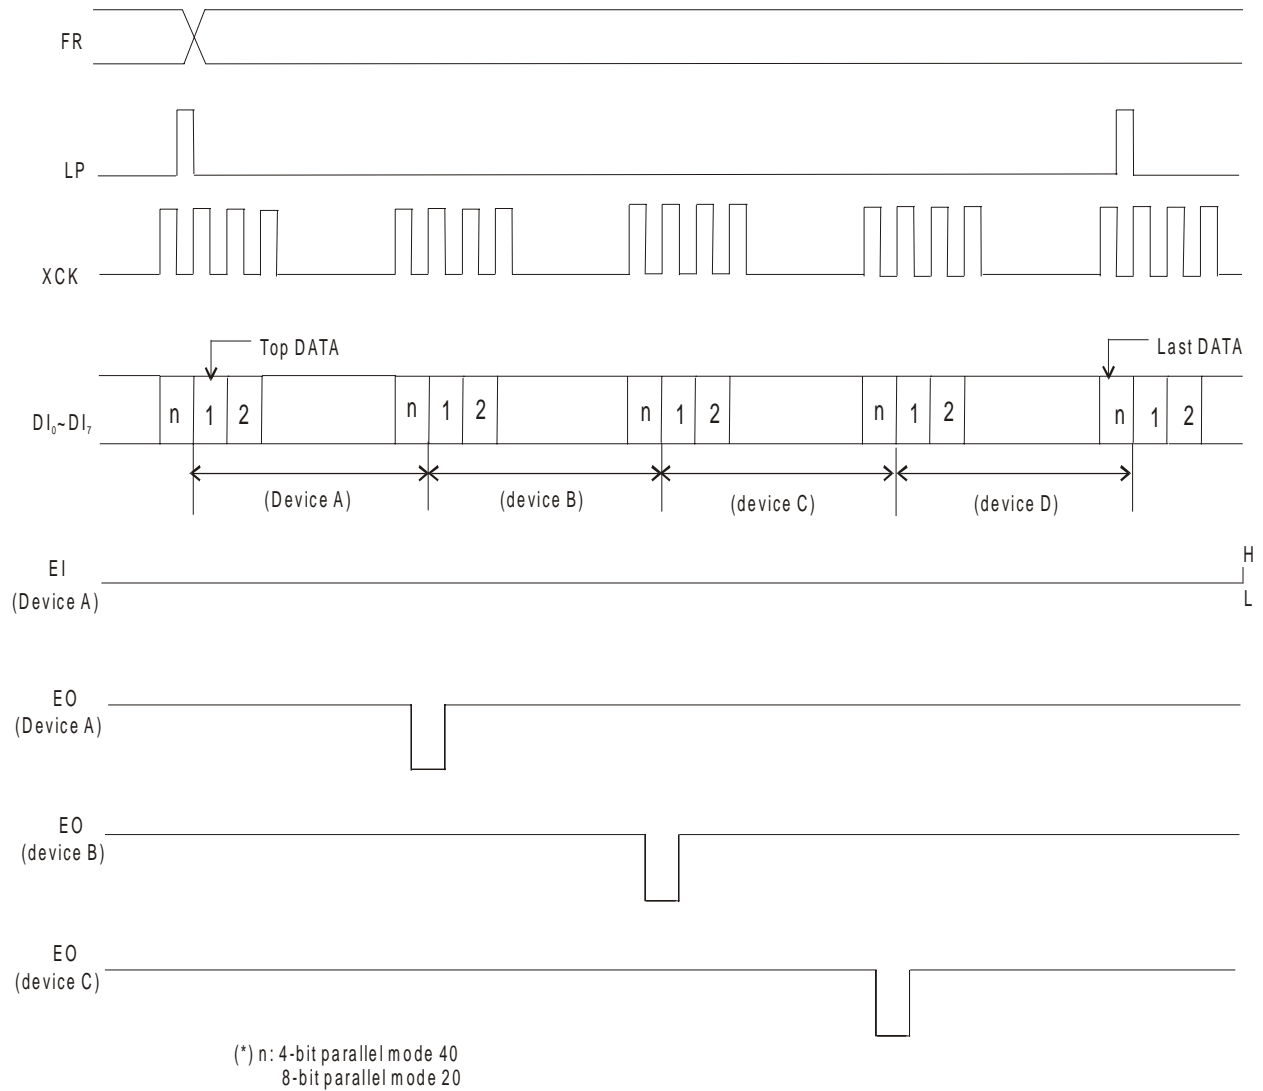 FR
LP
XCK
Top DATA
Last DATA
DI₀~DI₇
n 1 2 n 1 2 n 1 2 n 1 2 n 1 2
(Device A) (device B) (device C) (device D)
EI
(Device A)
H
L
EO
(Device A)
EO
(device B)
EO
(device C)
(*) n: 4-bit parallel mode 40
8-bit parallel mode 20